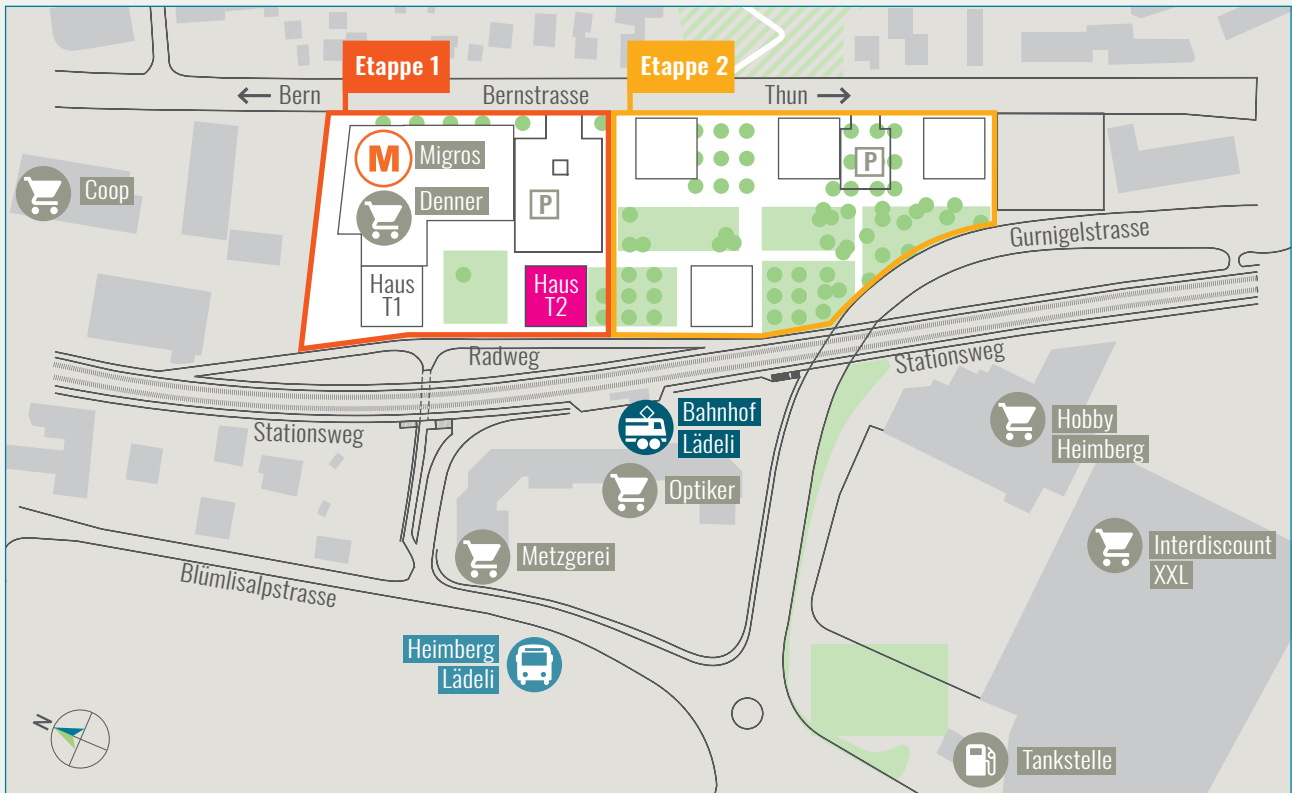 Etappe 1
Etappe 2
← Bern
Bernstrasse
Thun →
M
Migros
Denner
P
P
Coop
Haus
T1
Haus
T2
Gurnigelstrasse
Radweg
Stationsweg
Stationsweg
Bahnhof
Lädeli
Hobby
Heimberg
Optiker
Metzgerei
Interdiscount
XXL
Blümlisalpstrasse
Heimberg
Lädeli
N
Tankstelle